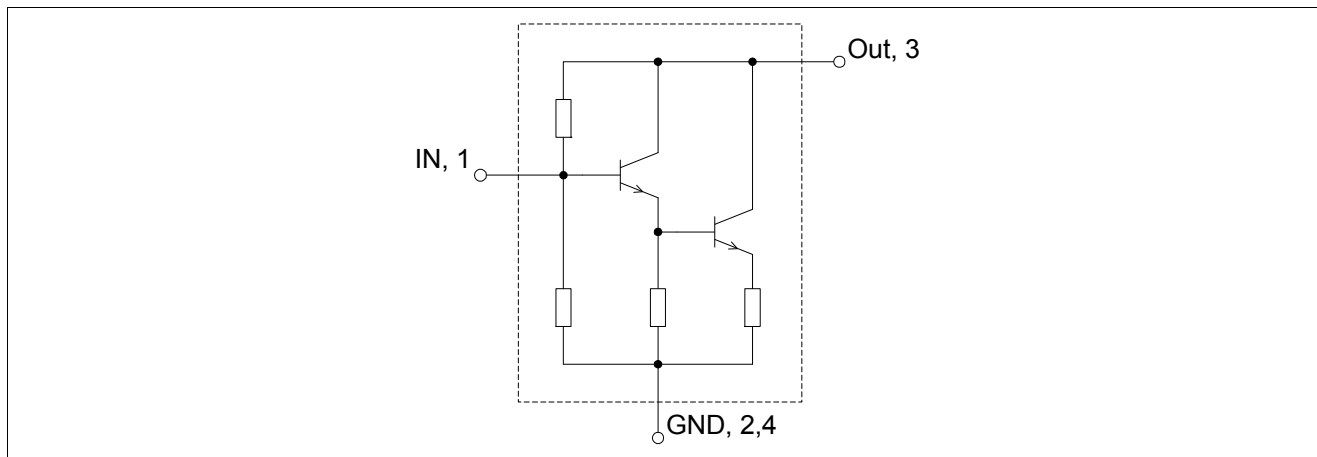 Out, 3
IN, 1
GND, 2,4